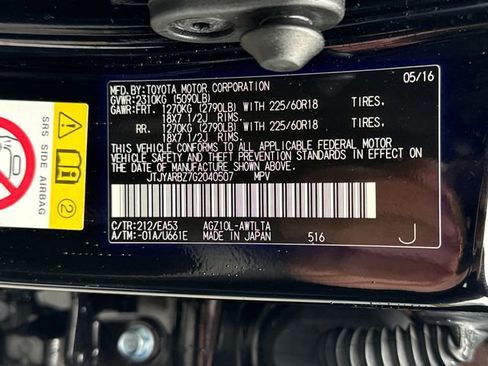 MFD. BY: TOYOTA MOTOR CORPORATION 05/16
GVWR: 2310KG (5090LB)
GAWR: FRT. 1270KG (2790LB) WITH 225/60R18 TIRES.
18X7 1/2J RIMS.
RR. 1270KG (2790LB) WITH 225/60R18 TIRES.
18X7 1/2J RIMS.
THIS VEHICLE CONFORMS TO ALL APPLICABLE FEDERAL MOTOR
VEHICLE SAFETY AND THEFT PREVENTION STANDARDS IN EFFECT ON
THE DATE OF MANUFACTURE SHOWN ABOVE.
JTJYARBZ7G2040507 MPV
C/TR: 212/EA53 AGZ10L-AWTLTA
A/TM: -01A/U661E MADE IN JAPAN 516 J
SRS SIDE AIRBAG
2